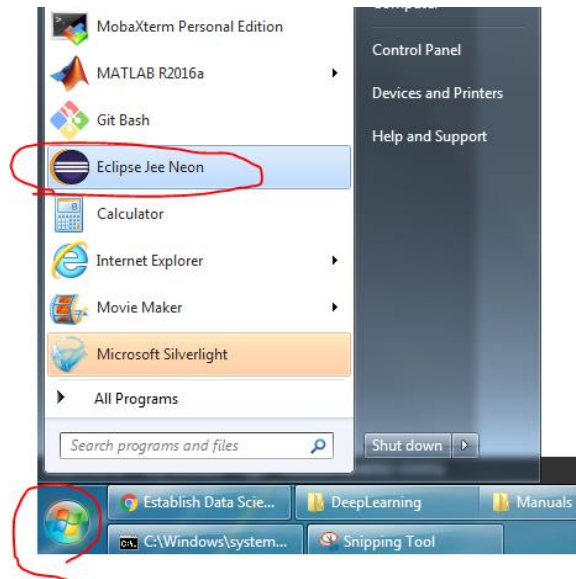 MobaXterm Personal Edition
MATLAB R2016a
Git Bash
Eclipse Jee Neon
Calculator
Internet Explorer
Movie Maker
Microsoft Silverlight
All Programs
Search programs and files
Control Panel
Devices and Printers
Help and Support
Shut down
Establish Data Scie...
DeepLearning
Manuals
C:\Windows\system...
Snipping Tool